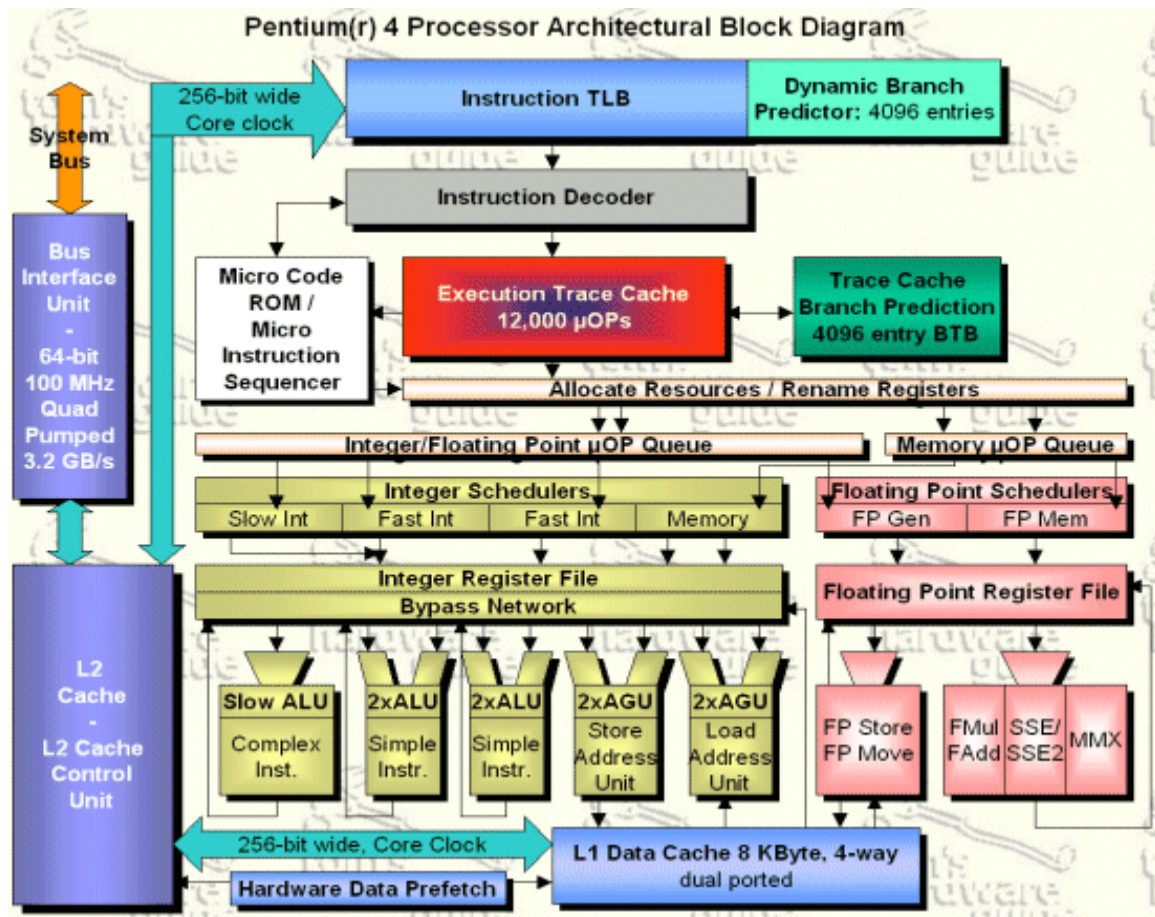 Pentium(r) 4 Processor Architectural Block Diagram
System
Bus
256-bit wide
Core clock
Instruction TLB
Dynamic Branch
Predictor: 4096 entries
Instruction Decoder
Bus
Interface
Unit
-
64-bit
100 MHz
Quad
Pumped
3.2 GB/s
Micro Code
ROM /
Micro
Instruction
Sequencer
Execution Trace Cache
12,000 µOPs
Trace Cache
Branch Prediction
4096 entry BTB
Allocate Resources / Rename Registers
Integer/Floating Point µOP Queue
Memory µOP Queue
Integer Schedulers
Slow Int
Fast Int
Fast Int
Memory
Floating Point Schedulers
FP Gen
FP Mem
Integer Register File
Bypass Network
Floating Point Register File
L2
Cache
-
L2 Cache
Control
Unit
Slow ALU
Complex
Inst.
2xALU
Simple
Instr.
2xALU
Simple
Instr.
2xAGU
Store
Address
Unit
2xAGU
Load
Address
Unit
FP Store
FP Move
FMul
FAdd
SSE/
SSE2
MMX
256-bit wide, Core Clock
Hardware Data Prefetch
L1 Data Cache 8 KByte, 4-way
dual ported
tom's
hardware
guide